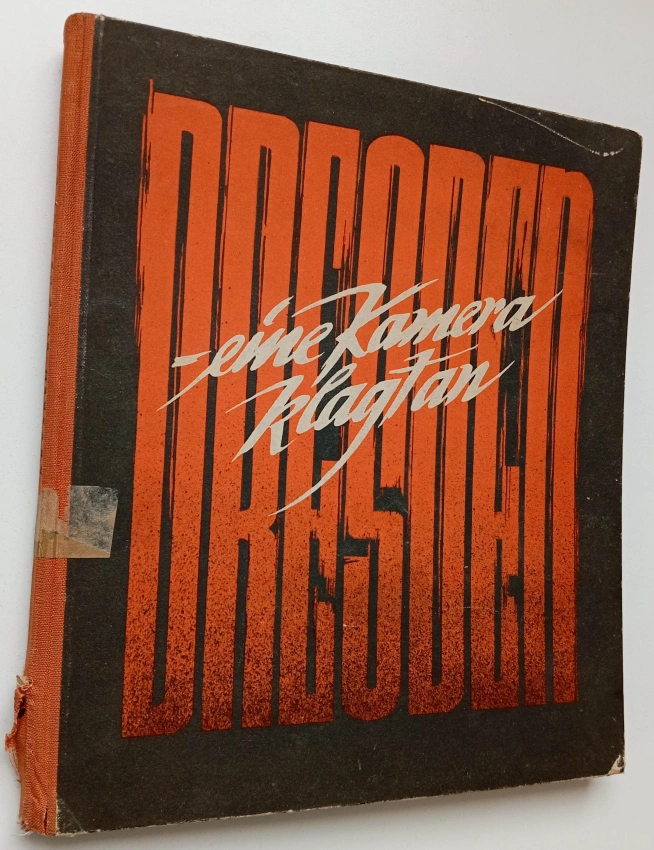 DRESDEN
-eine Kamera
klagt an